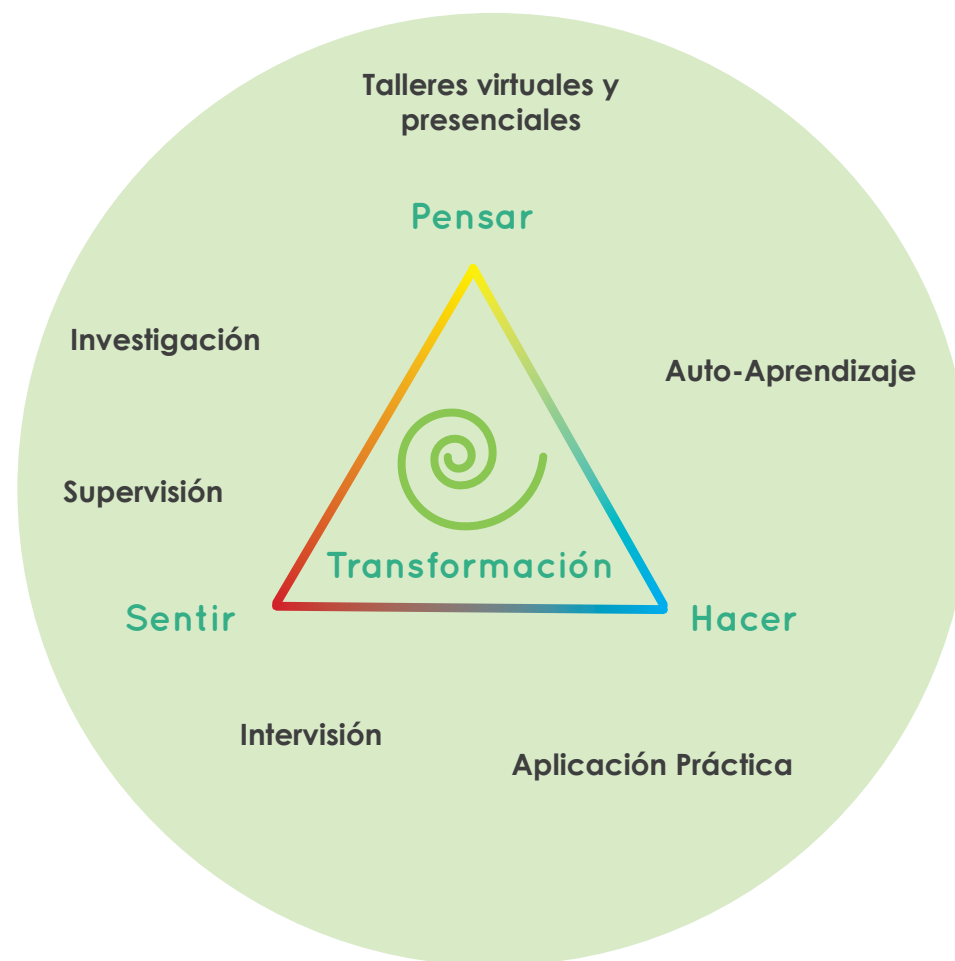 Talleres virtuales y
presenciales
Pensar
Investigación
Auto-Aprendizaje
Supervisión
Transformación
Sentir
Hacer
Intervisión
Aplicación Práctica